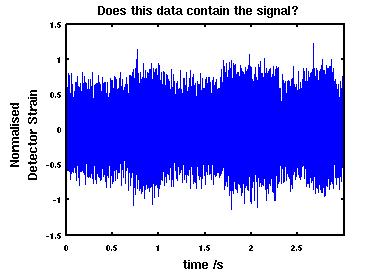 Does this data contain the signal?
1.5
1
0.5
0
-0.5
-1
-1.5
Normalised
Detector Strain
0 0.5 1 1.5 2 2.5
time /s